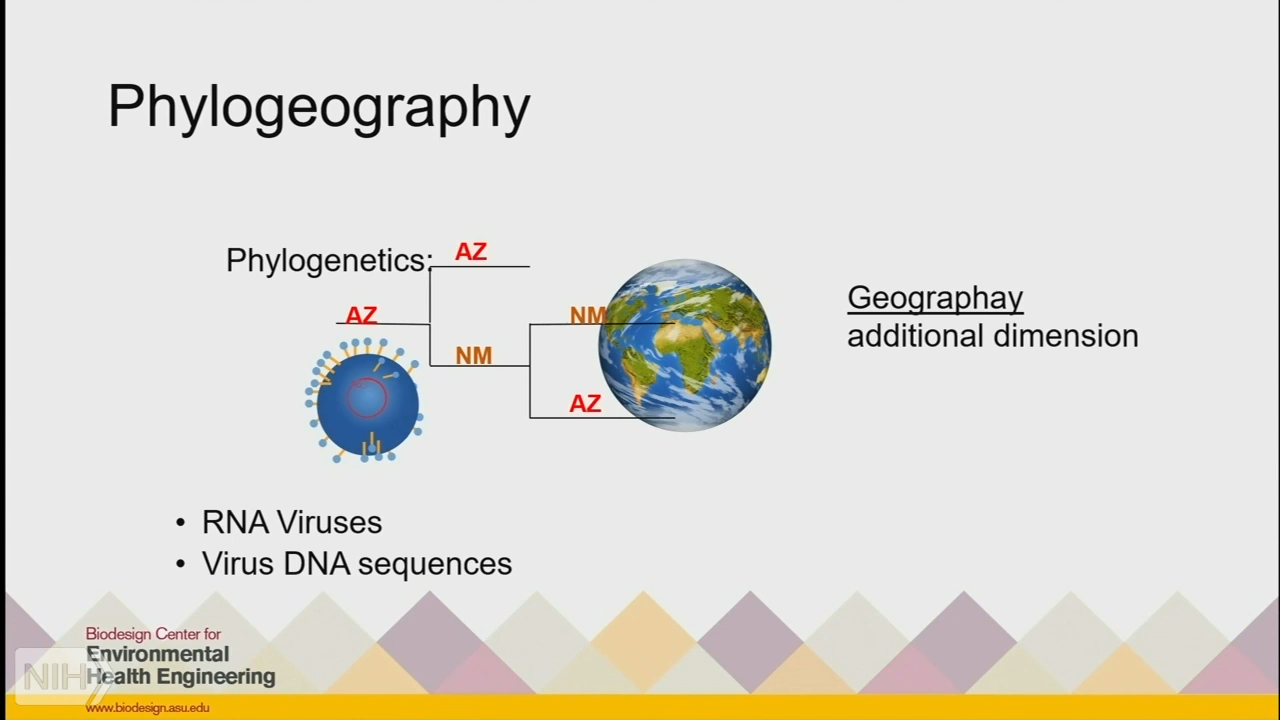 Phylogeography
Phylogenetics:
AZ
AZ
NM
NM
AZ
Geographay
additional dimension
• RNA Viruses
• Virus DNA sequences
Biodesign Center for
Environmental
Health Engineering
NIH
www.biodesign.asu.edu